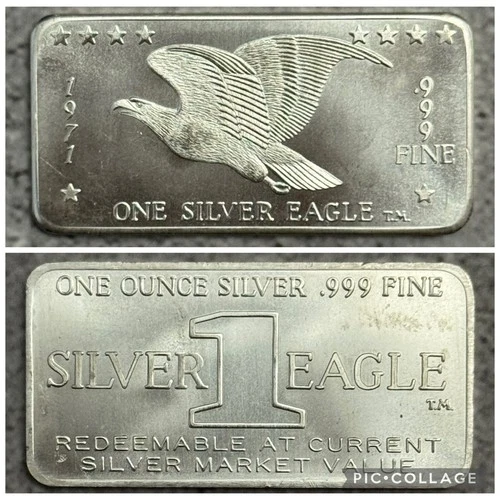 1971
.999
FINE
ONE SILVER EAGLE T.M.
ONE OUNCE SILVER .999 FINE
SILVER 1 EAGLE
T.M.
REDEEMABLE AT CURRENT
SILVER MARKET VALUE
PIC•COLLAGE